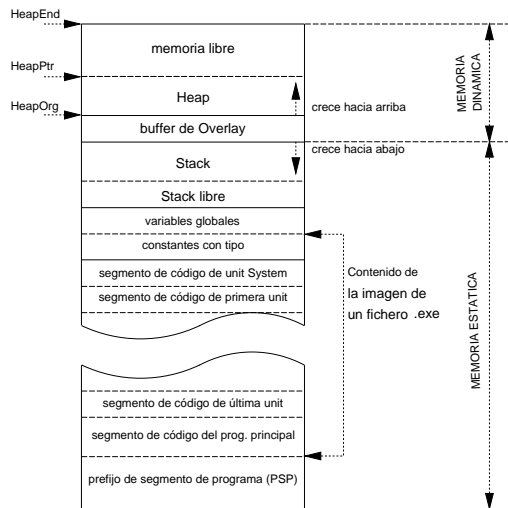 HeapEnd
memoria libre
HeapPtr
Heap
HeapOrg
crece hacia arriba
buffer de Overlay
crece hacia abajo
Stack
Stack libre
variables globales
constantes con tipo
segmento de código de unit System
segmento de código de primera unit
Contenido de
la imagen de
un fichero .exe
segmento de código de última unit
segmento de código del prog. principal
prefijo de segmento de programa (PSP)
MEMORIA
DINAMICA
MEMORIA ESTATICA